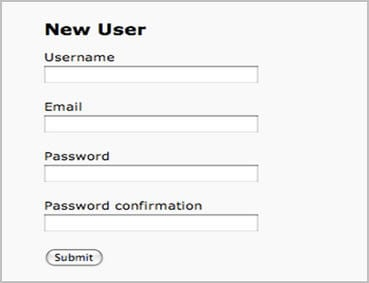 New User
Username
Email
Password
Password confirmation
Submit